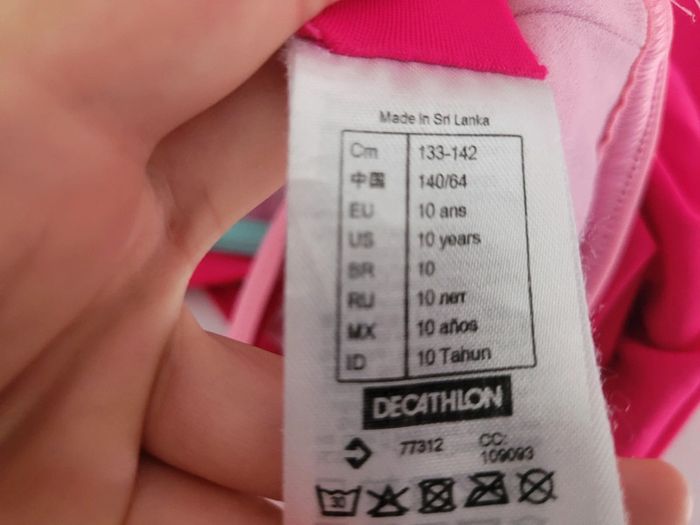 Made in Sri Lanka
Cm 133-142
中国 140/64
EU 10 ans
US 10 years
BR 10
RU 10 лет
MX 10 años
ID 10 Tahun
DECATHLON
77312 CC:
109093
30